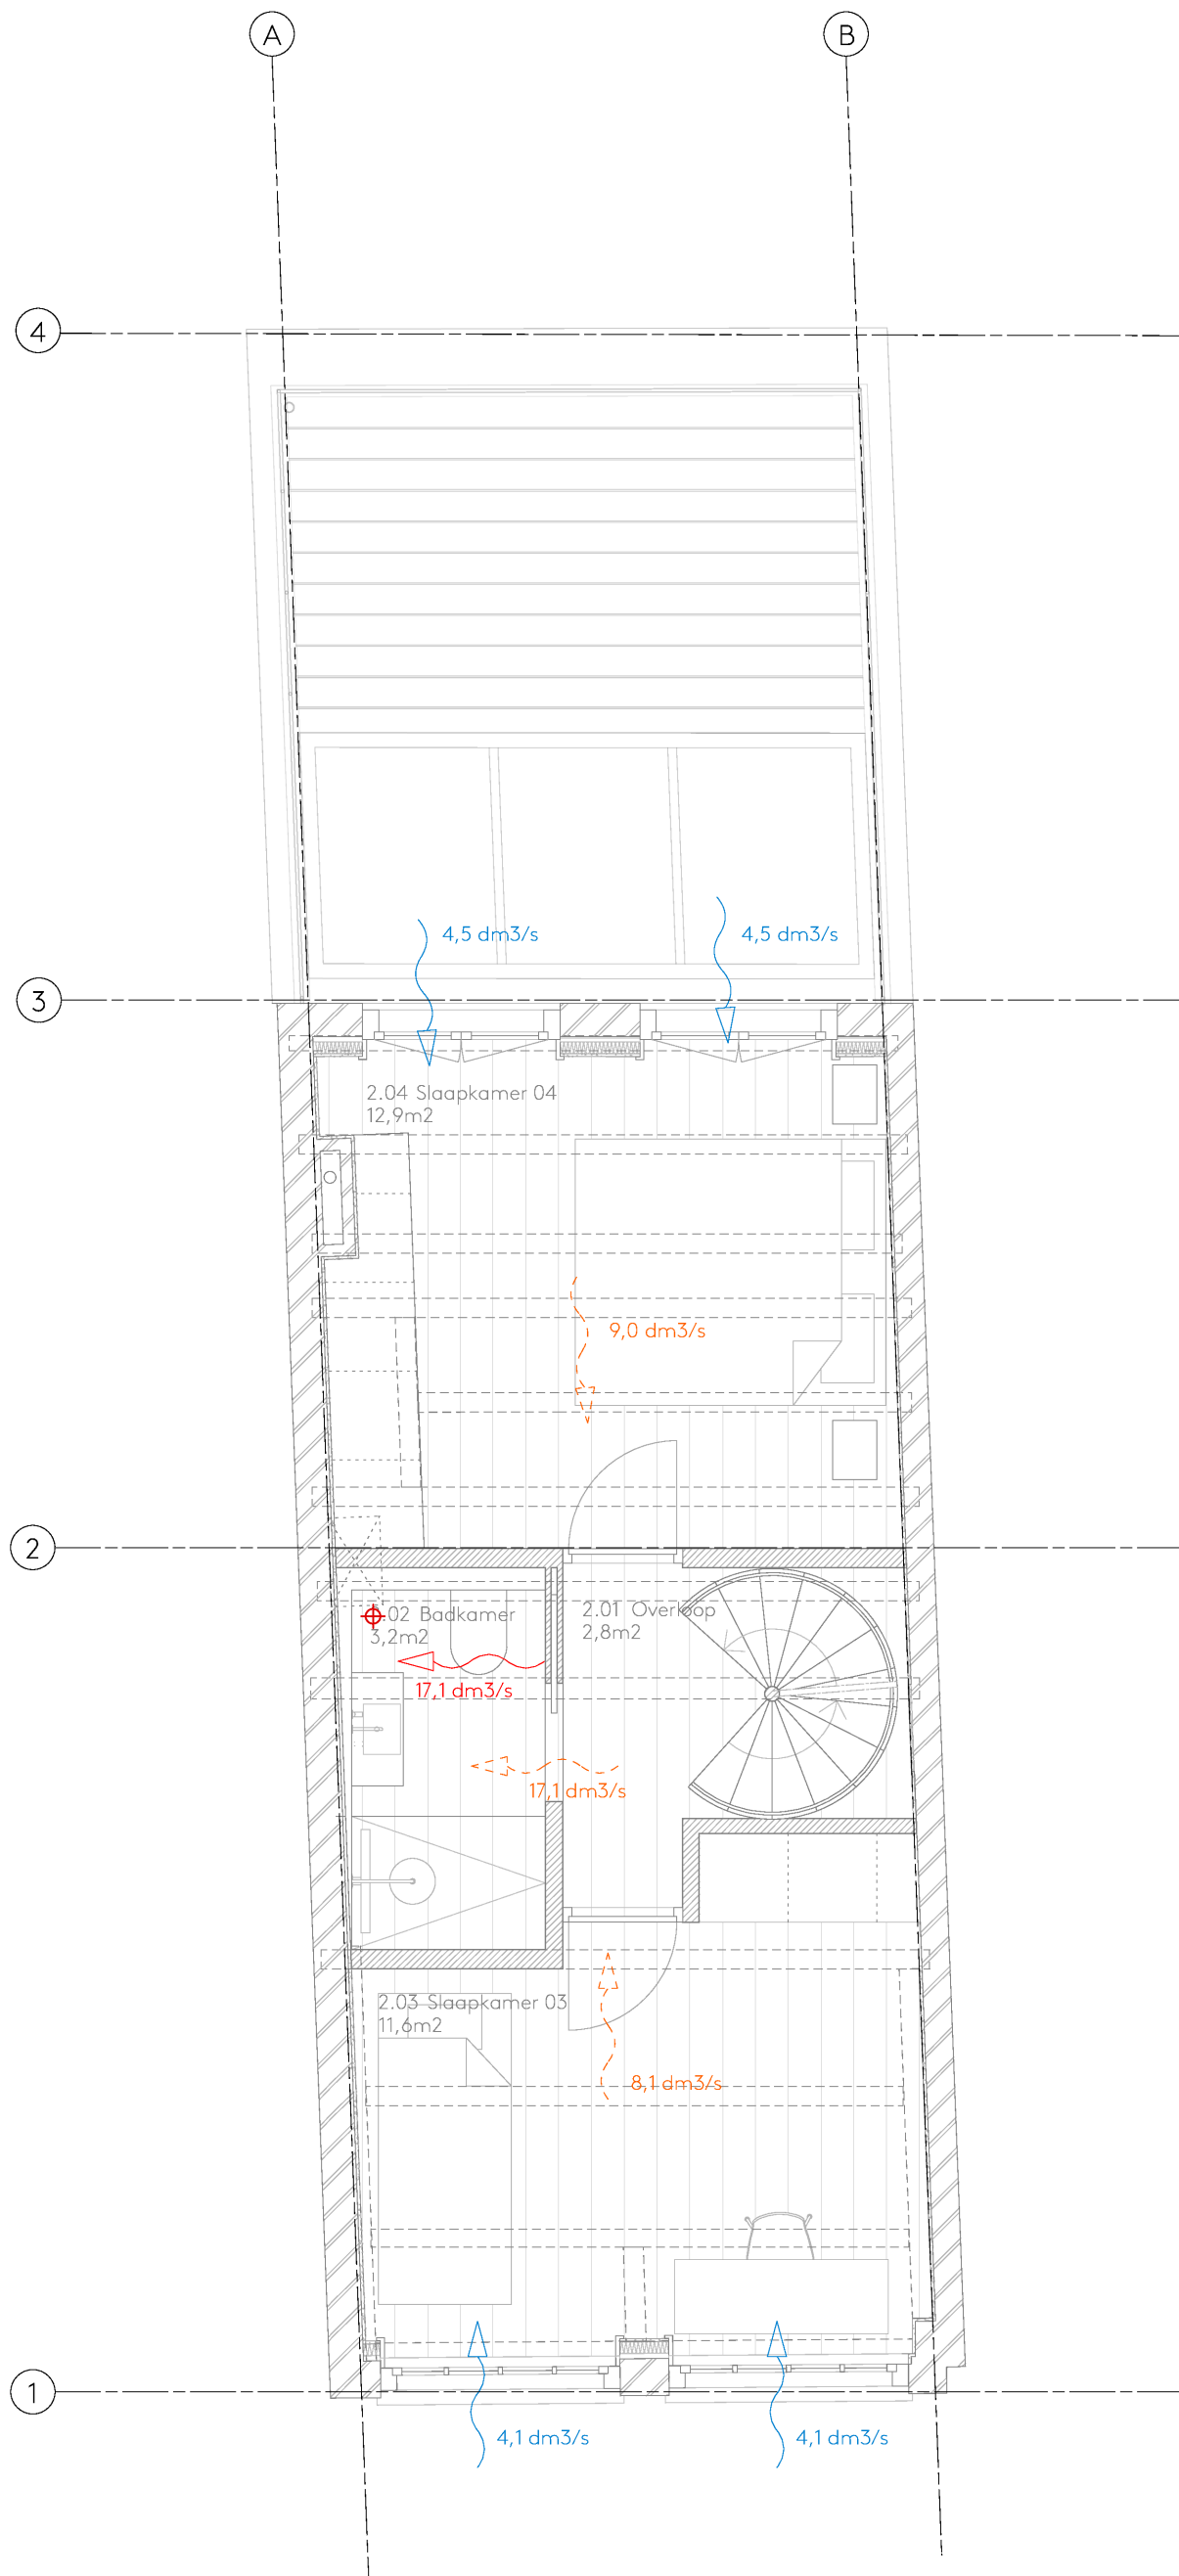 A
B
4
4,5 dm3/s
4,5 dm3/s
3
2.04 Slaapkamer 04
12,9m2
9,0 dm3/s
2
.02 Badkamer
3,2m2
2.01 Overloop
2,8m2
17,1 dm3/s
17,1 dm3/s
2.03 Slaapkamer 03
11,6m2
8,1 dm3/s
1
4,1 dm3/s
4,1 dm3/s